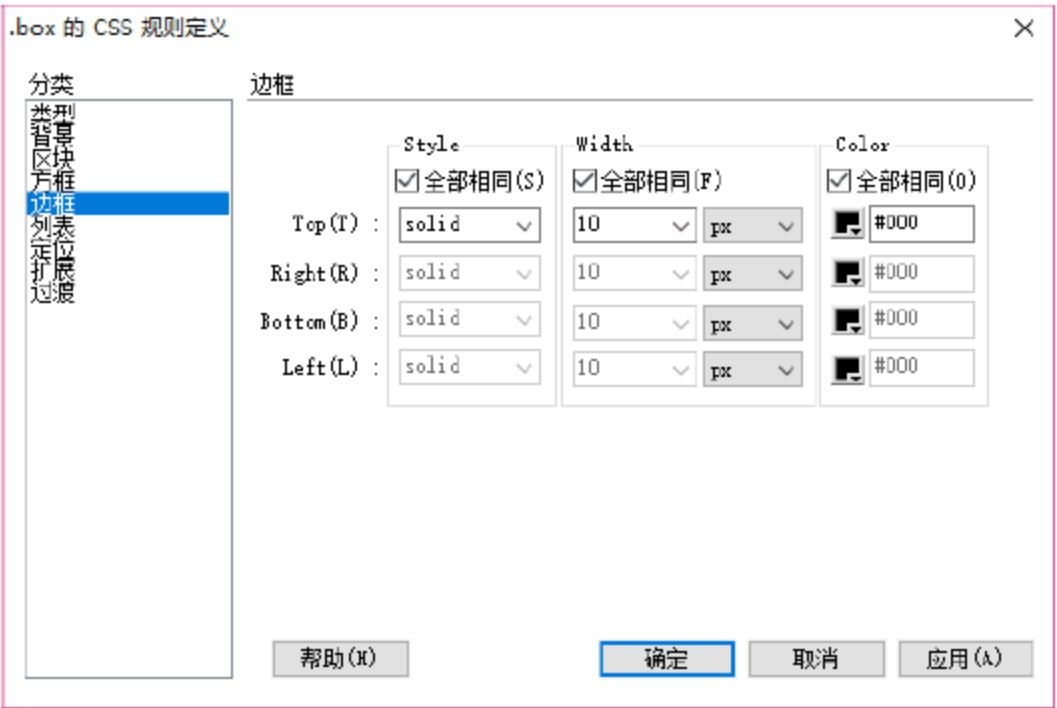 .box 的 CSS 规则定义
分类
类型
背景
区块
方框
边框
列表
定位
扩展
过渡
边框
Style Width Color
全部相同(S) 全部相同(F) 全部相同(O)
Top(T) : solid 10 px #000
Right(R) : solid 10 px #000
Bottom(B) : solid 10 px #000
Left(L) : solid 10 px #000
帮助(H) 确定 取消 应用(A)